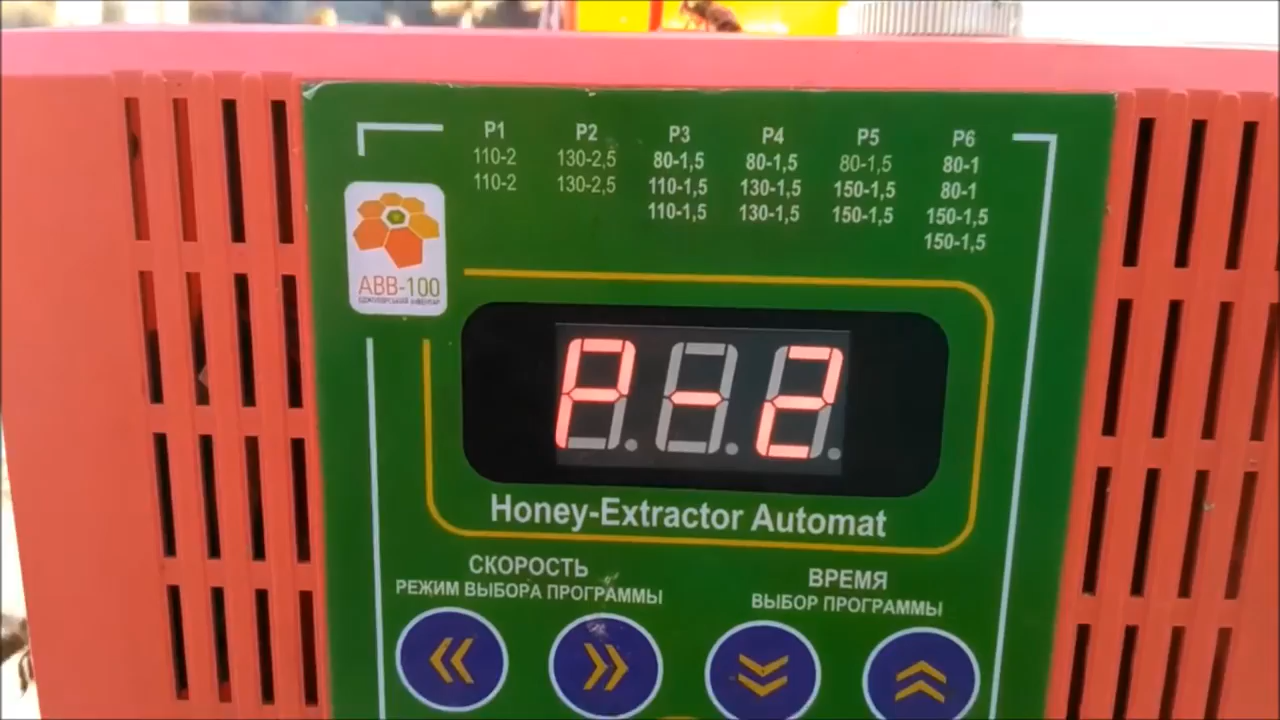 P1 P2 P3 P4 P5 P6
110-2 130-2,5 80-1,5 80-1,5 80-1,5 80-1
110-2 130-2,5 110-1,5 130-1,5 150-1,5 80-1
110-1,5 130-1,5 150-1,5 150-1,5
150-1,5
АВВ-100
P-2
Honey-Extractor Automat
СКОРОСТЬ
РЕЖИМ ВЫБОРА ПРОГРАММЫ
ВРЕМЯ
ВЫБОР ПРОГРАММЫ